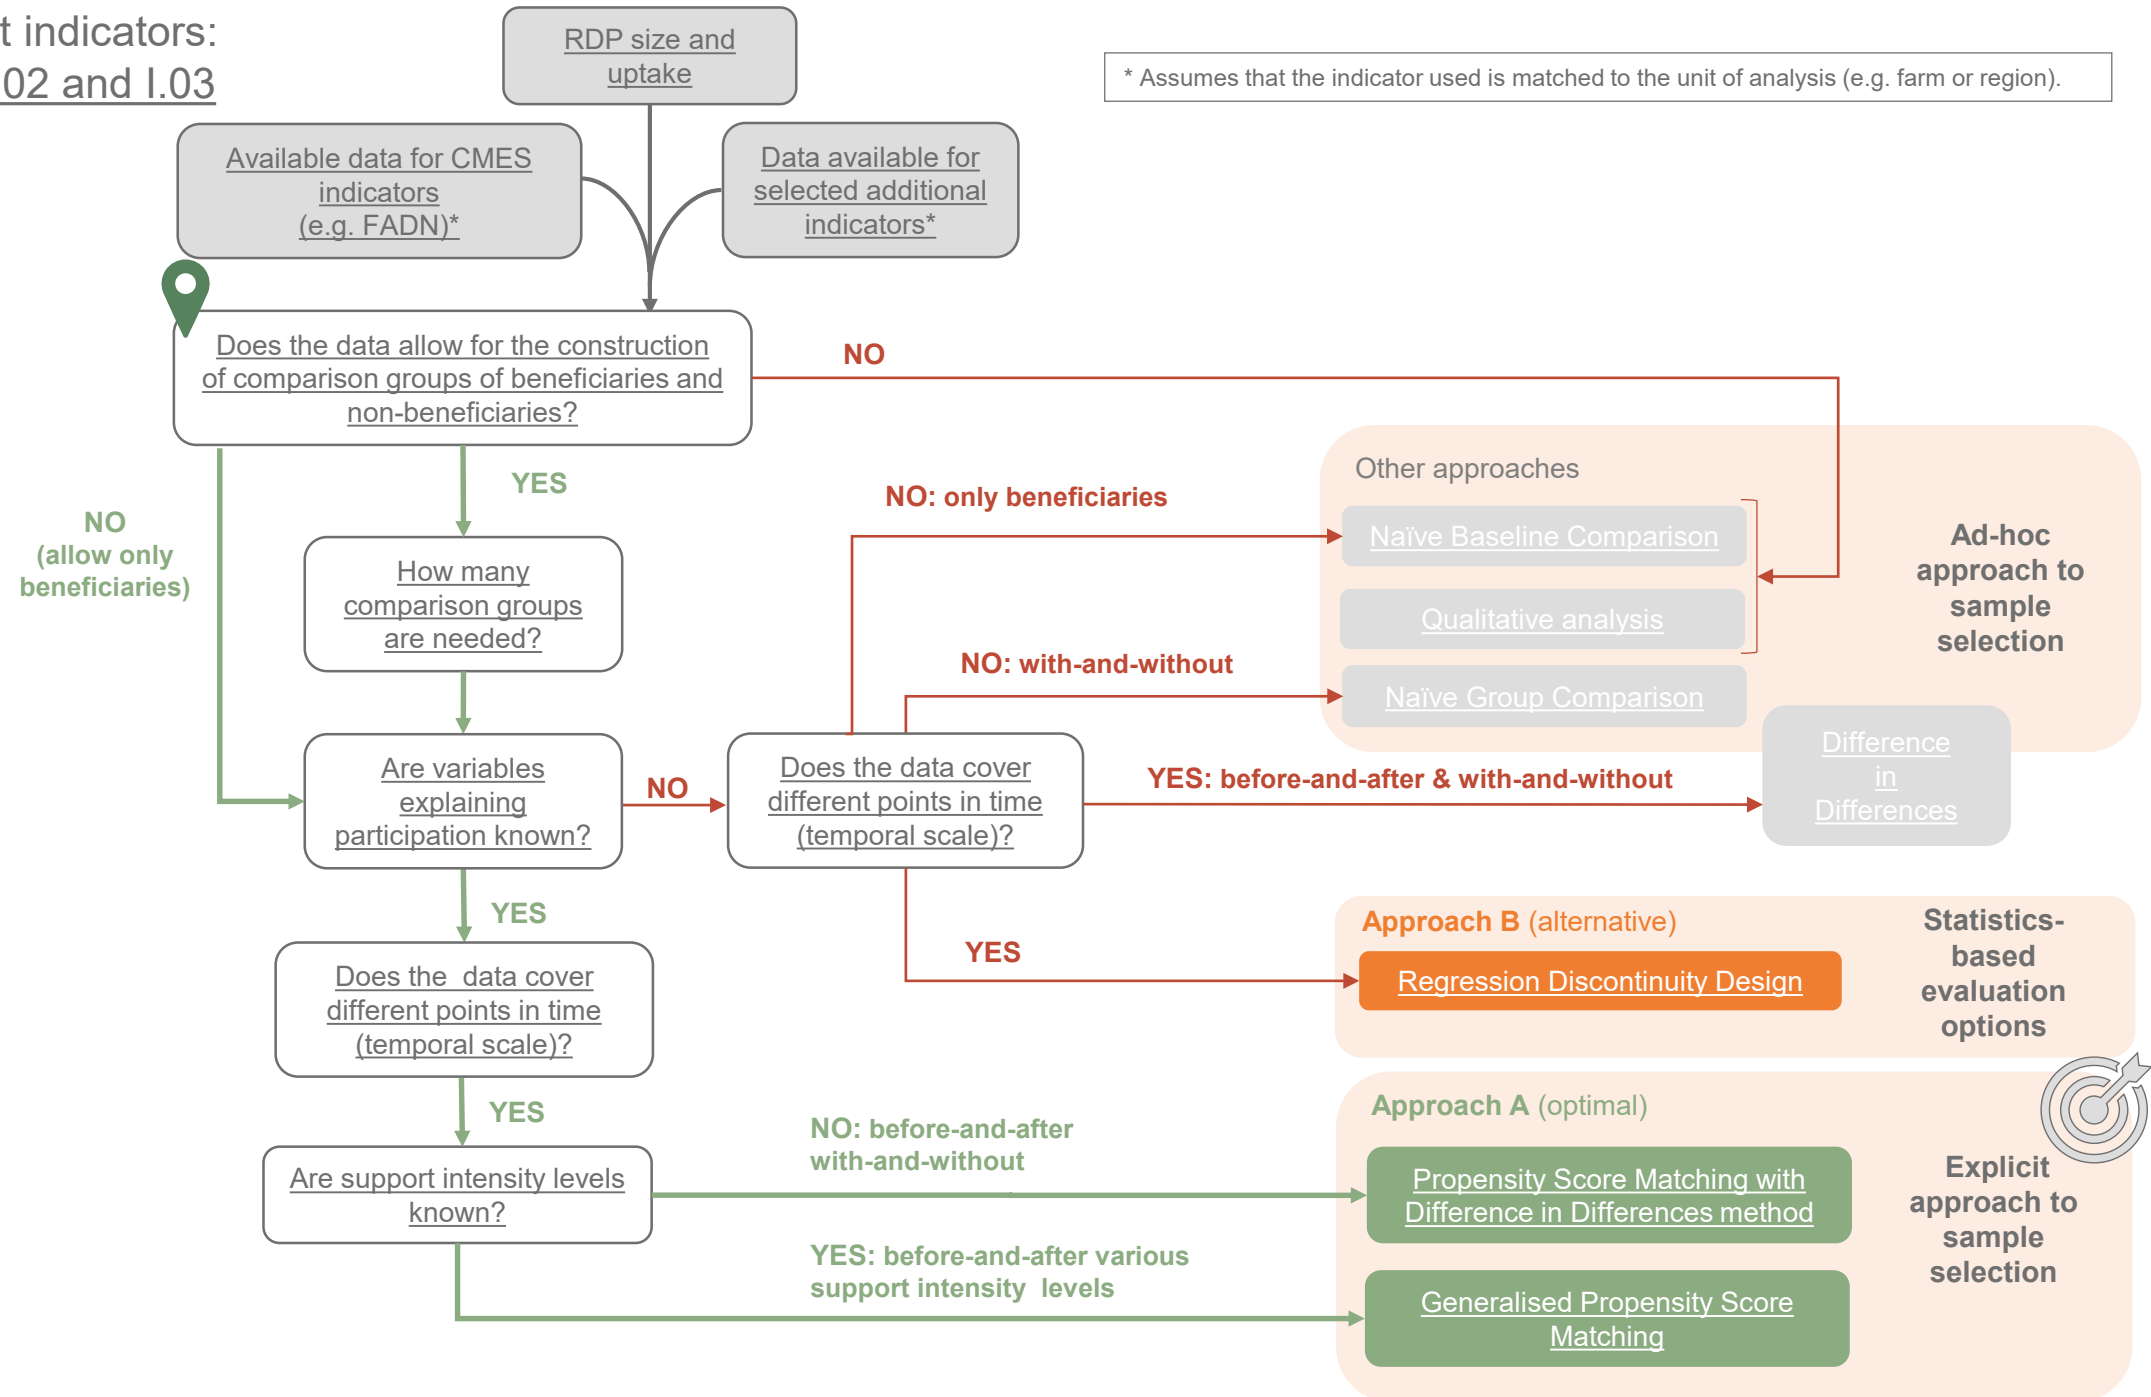 t indicators:
02 and I.03
RDP size and
uptake
* Assumes that the indicator used is matched to the unit of analysis (e.g. farm or region).
Available data for CMES
indicators
(e.g. FADN)*
Data available for
selected additional
indicators*
Does the data allow for the construction
of comparison groups of beneficiaries and
non-beneficiaries?
NO
YES
NO
(allow only
beneficiaries)
How many
comparison groups
are needed?
Are variables
explaining
participation known?
NO
Does the data cover
different points in time
(temporal scale)?
NO: only beneficiaries
NO: with-and-without
YES: before-and-after & with-and-without
YES
Other approaches
Naïve Baseline Comparison
Qualitative analysis
Naïve Group Comparison
Ad-hoc
approach to
sample
selection
Difference
in
Differences
YES
Does the  data cover
different points in time
(temporal scale)?
Approach B (alternative)
Regression Discontinuity Design
Statistics-
based
evaluation
options
YES
Are support intensity levels
known?
NO: before-and-after
with-and-without
YES: before-and-after various
support intensity  levels
Approach A (optimal)
Propensity Score Matching with
Difference in Differences method
Generalised Propensity Score
Matching
Explicit
approach to
sample
selection